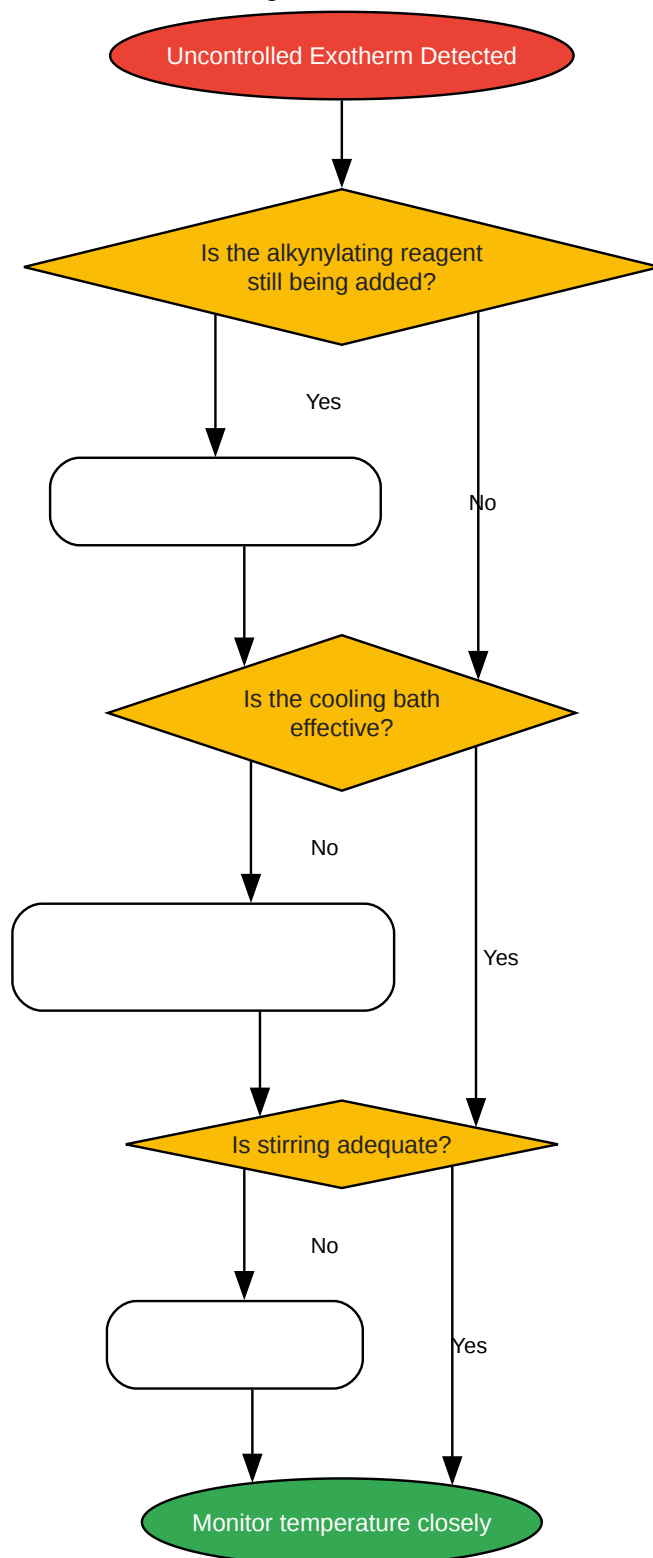 Uncontrolled Exotherm Detected
Is the alkynylating reagent
still being added?
Yes
No
Is the cooling bath
effective?
No
Yes
Is stirring adequate?
No
Yes
Monitor temperature closely